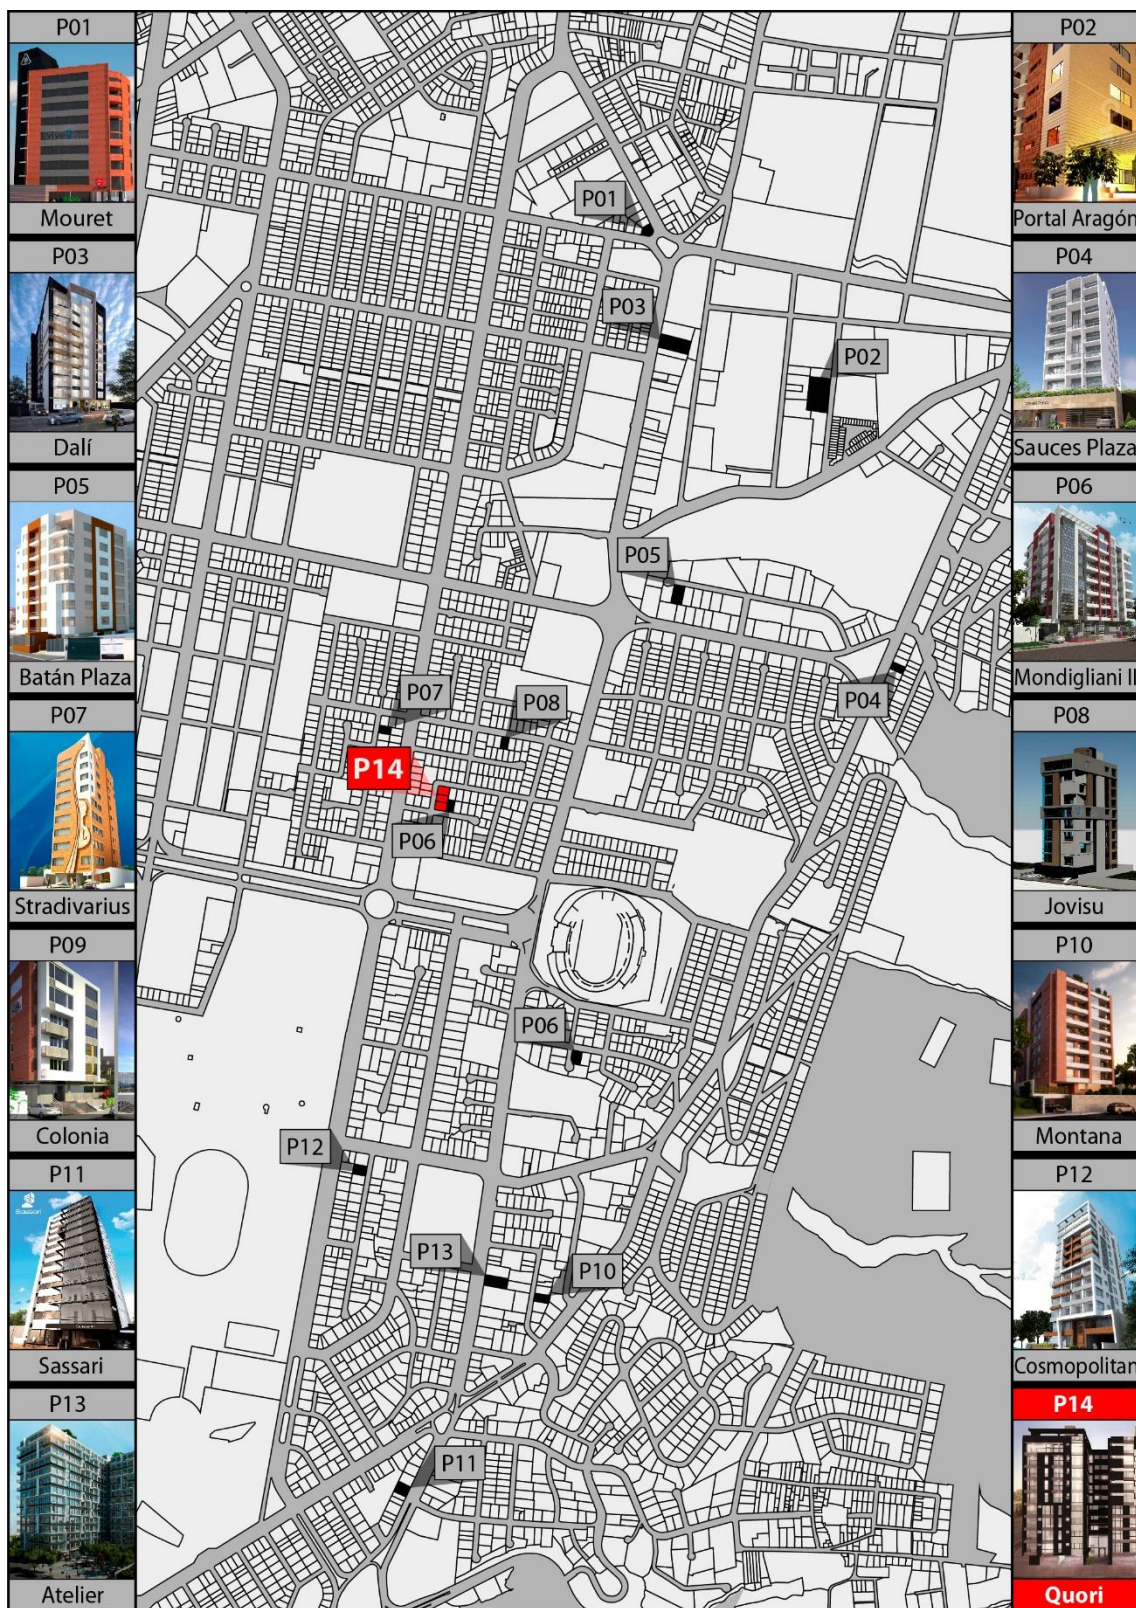 P01
Mouret
P03
Dalí
P05
Batán Plaza
P07
Stradivarius
P09
Colonia
P11
Sassari
P13
Atelier
P01
P03
P02
P05
P04
P07
P08
P14
P06
P06
P12
P13
P10
P11
P02
Portal Aragón
P04
Sauces Plaza
P06
Mondigliani II
P08
Jovisu
P10
Montana
P12
Cosmopolitan
P14
Quori